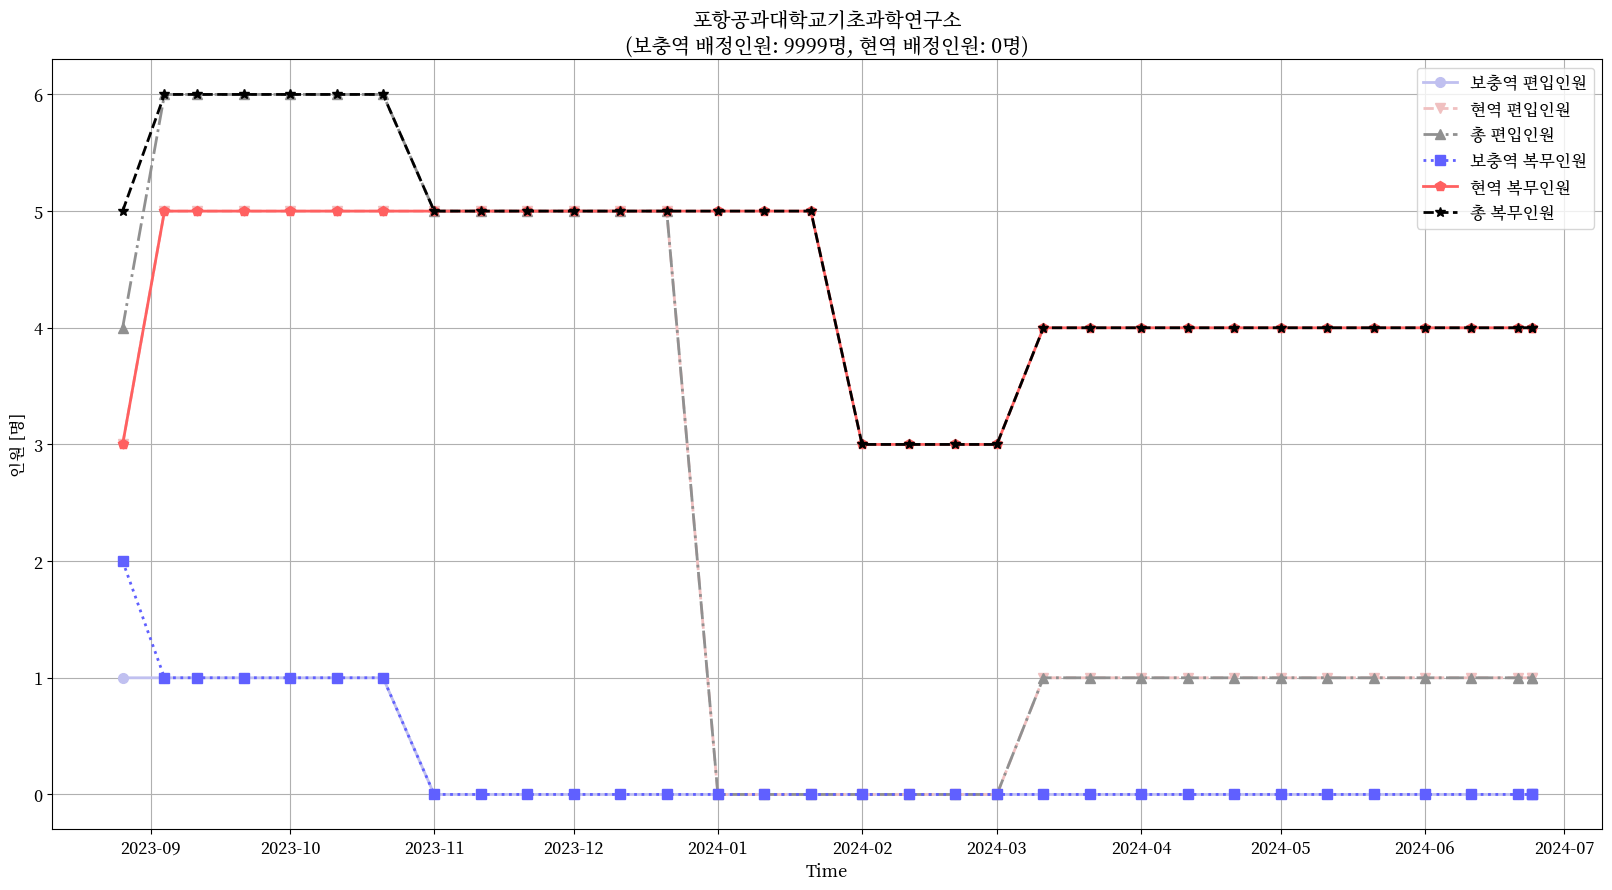 포항공과대학교기초과학연구소
(보충역 배정인원: 9999명, 현역 배정인원: 0명)
보충역 편입인원
현역 편입인원
총 편입인원
보충역 복무인원
현역 복무인원
총 복무인원
인원 [명]
6
5
4
3
2
1
0
2023-09
2023-10
2023-11
2023-12
2024-01
2024-02
2024-03
2024-04
2024-05
2024-06
2024-07
Time